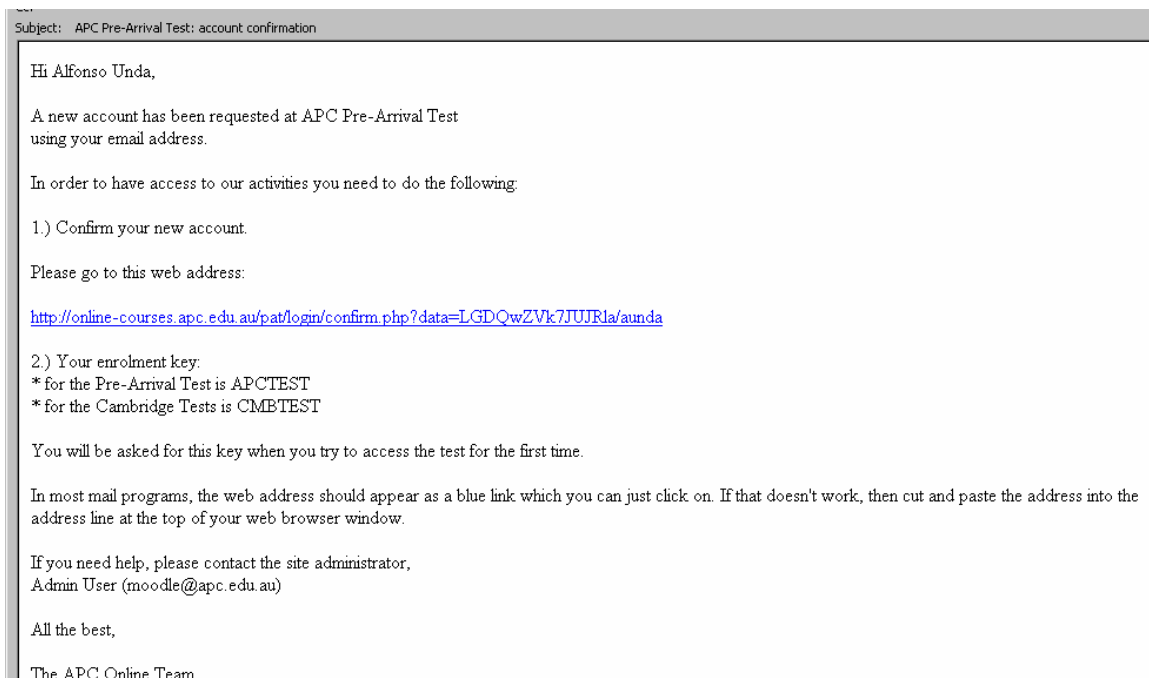 Subject: APC Pre-Arrival Test: account confirmation
Hi Alfonso Unda,
A new account has been requested at APC Pre-Arrival Test
using your email address.
In order to have access to our activities you need to do the following:
1.) Confirm your new account.
Please go to this web address:
http://online-courses.apc.edu.au/pat/login/confirm.php?data=LGDQwZVk7JUJRla/aunda
2.) Your enrolment key:
* for the Pre-Arrival Test is APCTEST
* for the Cambridge Tests is CMBTEST
You will be asked for this key when you try to access the test for the first time.
In most mail programs, the web address should appear as a blue link which you can just click on. If that doesn't work, then cut and paste the address into the
address line at the top of your web browser window.
If you need help, please contact the site administrator,
Admin User (moodle@apc.edu.au)
All the best,
The APC Online Team